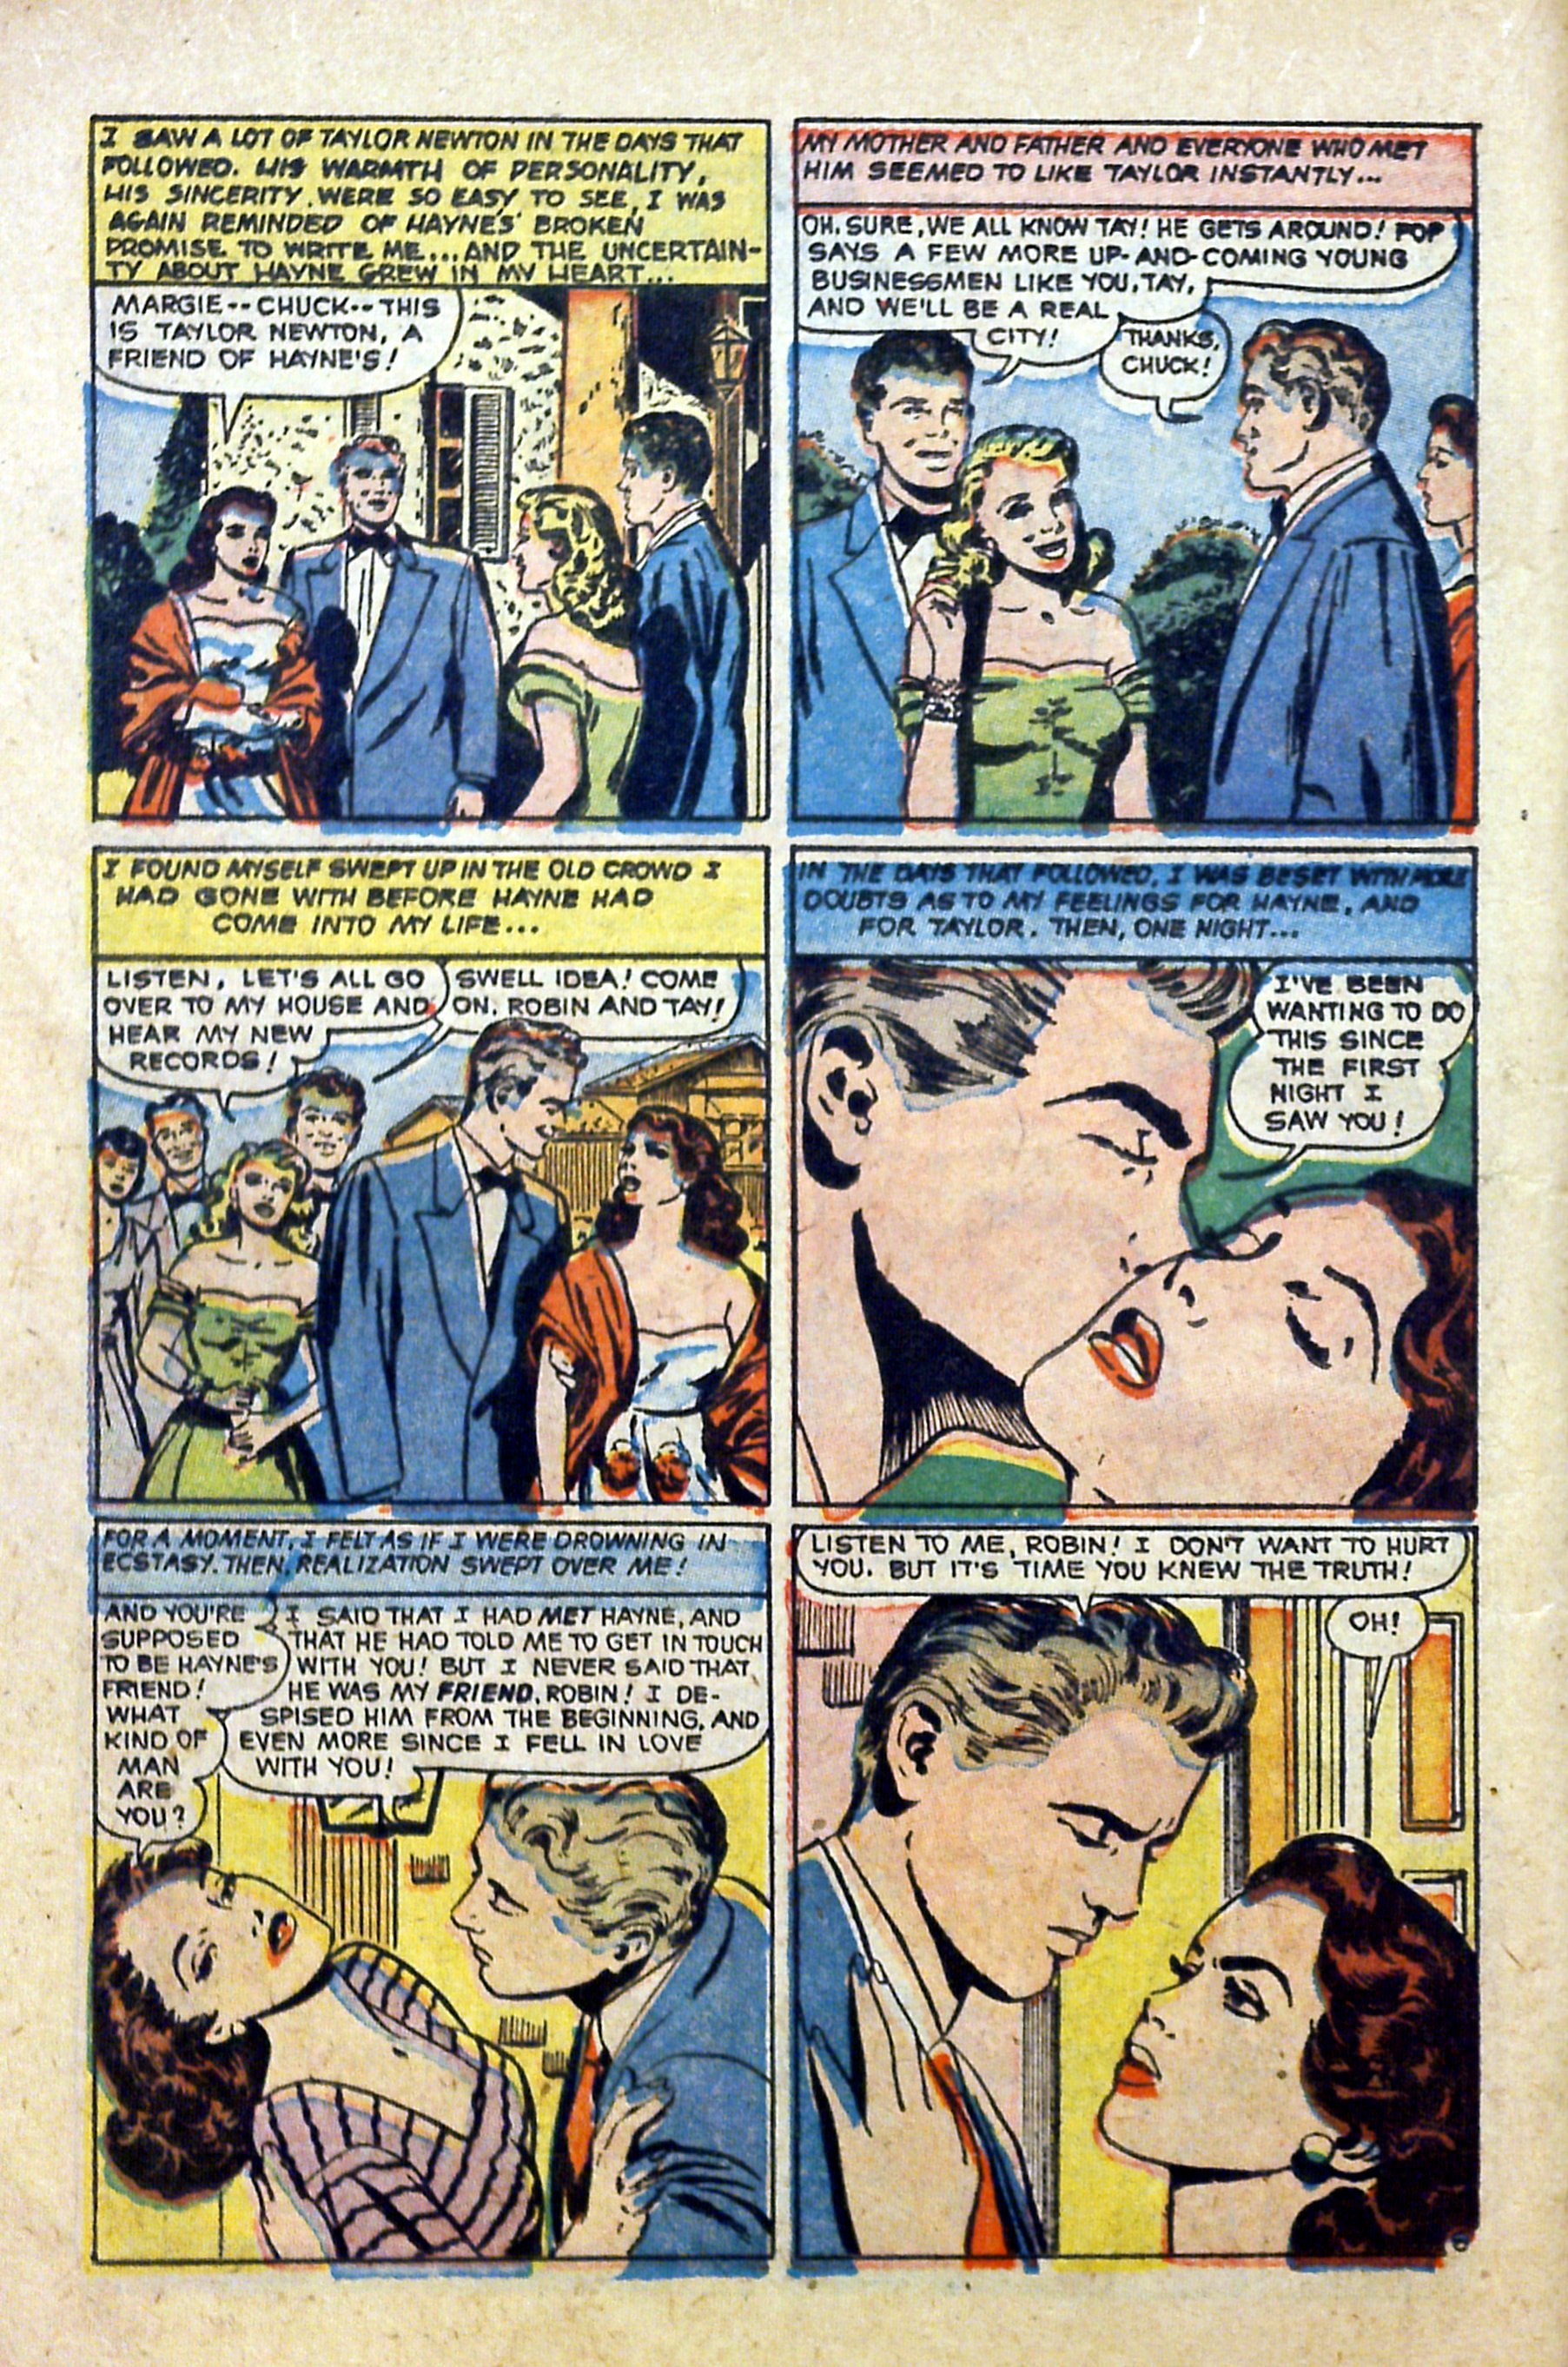 I SAW A LOT OF TAYLOR NEWTON IN THE DAYS THAT
FOLLOWED. HIS WARMTH OF PERSONALITY,
HIS SINCERITY WERE SO EASY TO SEE, I WAS
AGAIN REMINDED OF HAYNE'S BROKEN
PROMISE TO WRITE ME...AND THE UNCERTAIN-
TY ABOUT HAYNE GREW IN MY HEART...
MARGIE--CHUCK--THIS
IS TAYLOR NEWTON, A
FRIEND OF HAYNE'S!
MY MOTHER AND FATHER AND EVERYONE WHO MET
HIM SEEMED TO LIKE TAYLOR INSTANTLY...
OH, SURE, WE ALL KNOW TAY! HE GETS AROUND! POP
SAYS A FEW MORE UP-AND-COMING YOUNG
BUSINESSMEN LIKE YOU, TAY,
AND WE'LL BE A REAL
CITY!
THANKS,
CHUCK!
I FOUND MYSELF SWEPT UP IN THE OLD CROWD I
HAD GONE WITH BEFORE HAYNE HAD
COME INTO MY LIFE...
LISTEN, LET'S ALL GO
OVER TO MY HOUSE AND
HEAR MY NEW
RECORDS!
SWELL IDEA! COME
ON, ROBIN AND TAY!
IN THE DAYS THAT FOLLOWED, I WAS BESET WITH MORE
DOUBTS AS TO MY FEELINGS FOR HAYNE, AND
FOR TAYLOR. THEN, ONE NIGHT...
I'VE BEEN
WANTING TO DO
THIS SINCE
THE FIRST
NIGHT I
SAW YOU!
FOR A MOMENT, I FELT AS IF I WERE DROWNING IN
ECSTASY. THEN, REALIZATION SWEPT OVER ME!
AND YOU'RE
SUPPOSED
TO BE HAYNE'S
FRIEND!
WHAT
KIND OF
MAN
ARE
YOU?
I SAID THAT I HAD MET HAYNE, AND
THAT HE HAD TOLD ME TO GET IN TOUCH
WITH YOU! BUT I NEVER SAID THAT
HE WAS MY FRIEND, ROBIN! I DE-
SPISED HIM FROM THE BEGINNING, AND
EVEN MORE SINCE I FELL IN LOVE
WITH YOU!
LISTEN TO ME, ROBIN! I DON'T WANT TO HURT
YOU. BUT IT'S TIME YOU KNEW THE TRUTH!
OH!